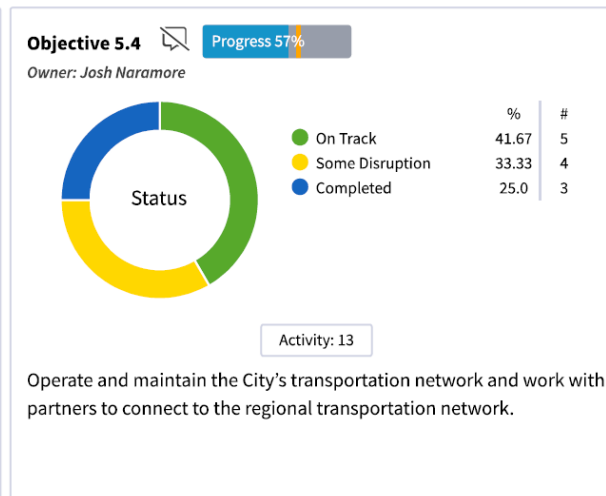 Objective 5.4
Progress 57%
Owner: Josh Naramore
% #
On Track 41.67 5
Some Disruption 33.33 4
Completed 25.0 3
Status
Activity: 13
Operate and maintain the City’s transportation network and work with
partners to connect to the regional transportation network.